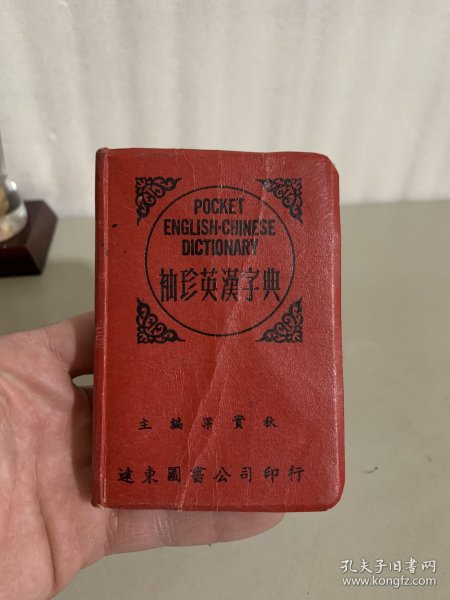 POCKET
ENGLISH-CHINESE
DICTIONARY
袖珍英漢字典
主編梁實秋
遠東圖書公司印行
孔夫子旧书网
www.kongfz.com